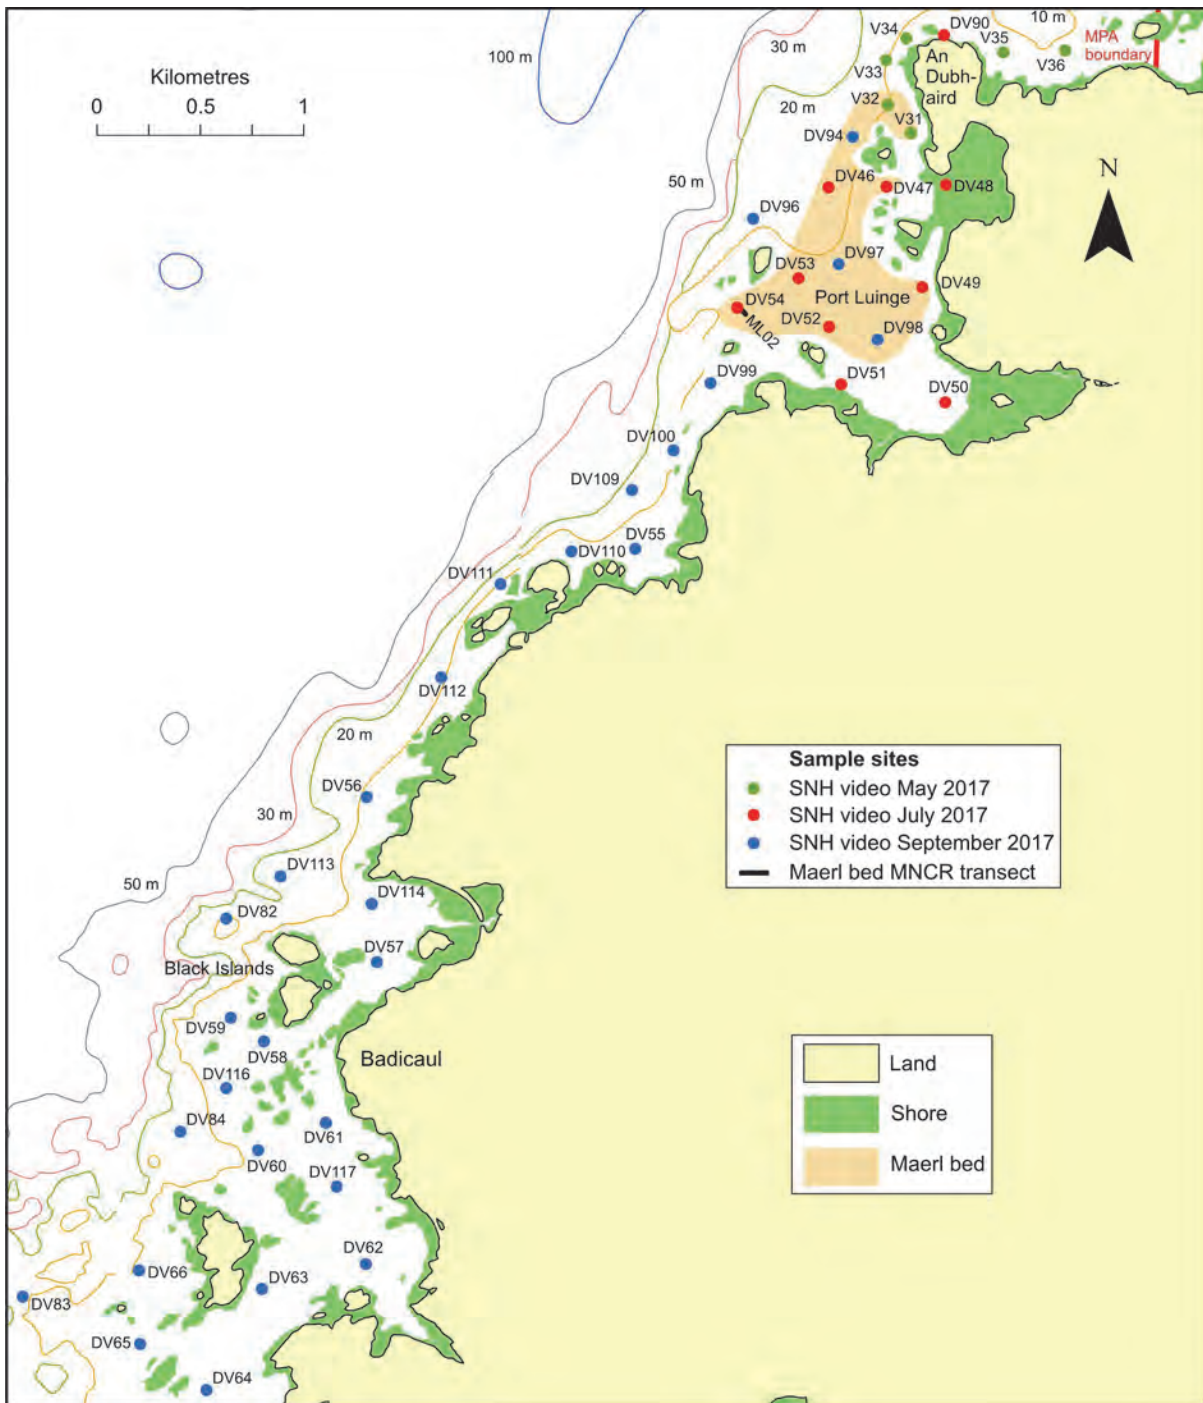 Kilometres
0 0.5 1
100 m
30 m
20 m
50 m
V34
DV90
10 m
V35
V36
MPA
boundary
An
Dubh-
aird
V33
V32
V31
DV94
DV46
DV47
DV48
N
DV96
DV97
DV53
DV49
Port Luinge
DV54
ML02
DV52
DV98
DV99
DV51
DV50
DV100
DV109
DV55
DV110
DV111
DV112
20 m
DV56
30 m
DV113
50 m
DV114
DV82
DV57
Black Islands
DV59
DV58
Badicaul
DV116
DV84
DV61
DV60
DV117
DV62
DV66
DV63
DV83
DV65
DV64
Sample sites
SNH video May 2017
SNH video July 2017
SNH video September 2017
Maerl bed MNCR transect
Land
Shore
Maerl bed